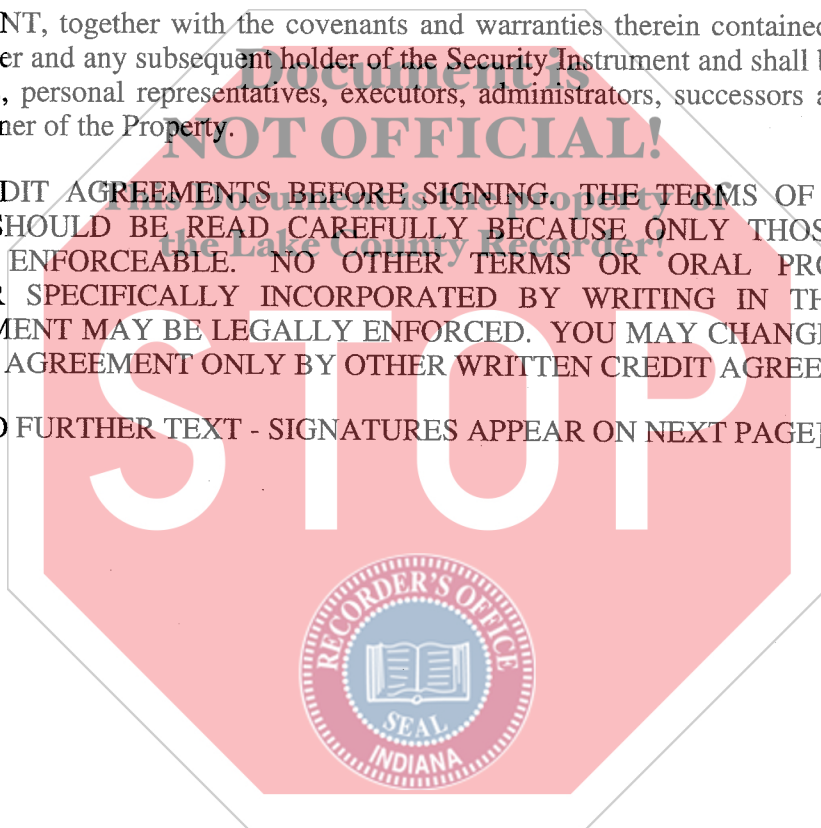 NT, together with the covenants and warranties therein contained
er and any subsequent holder of the Security Instrument and shall b
, personal representatives, executors, administrators, successors a
ner of the Property.
Document is
NOT OFFICIAL!
This Document is the property of
the Lake County Recorder!
DIT AGREEMENTS BEFORE SIGNING. THE TERMS OF
SHOULD BE READ CAREFULLY BECAUSE ONLY THOS
ENFORCEABLE. NO OTHER TERMS OR ORAL PRO
R SPECIFICALLY INCORPORATED BY WRITING IN TH
MENT MAY BE LEGALLY ENFORCED. YOU MAY CHANG
AGREEMENT ONLY BY OTHER WRITTEN CREDIT AGREE
O FURTHER TEXT - SIGNATURES APPEAR ON NEXT PAGE]
STOP
RECORDER'S OFFICE
SEAL
INDIANA